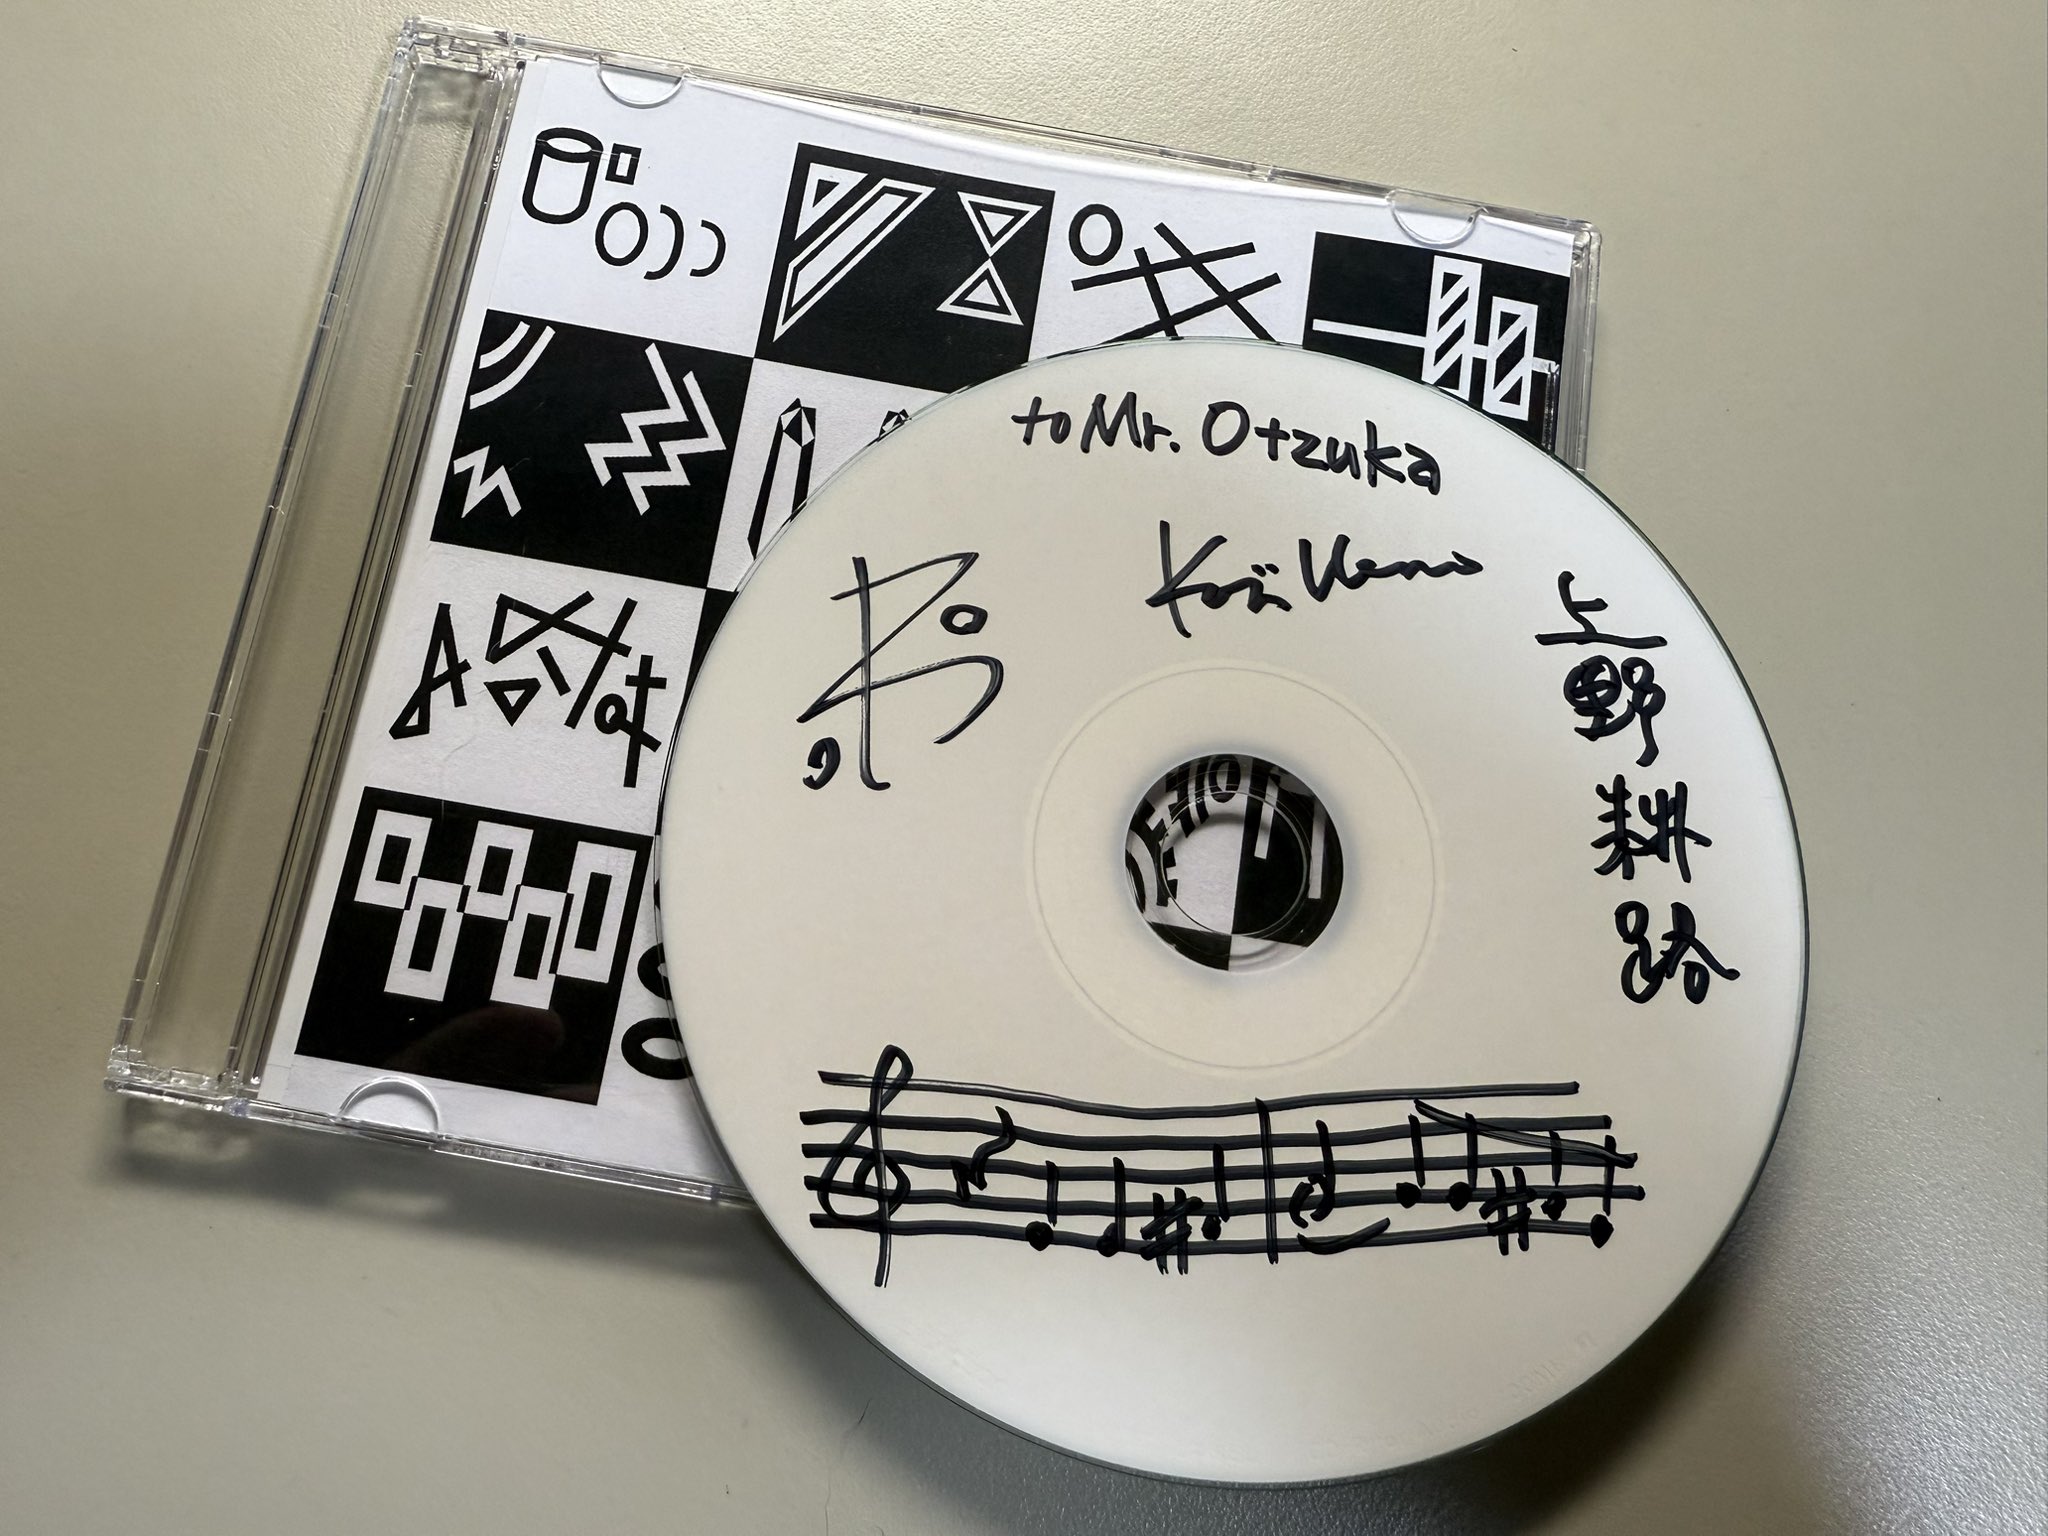 to Mr. Otzuka
Koji Ueno
上野耕路